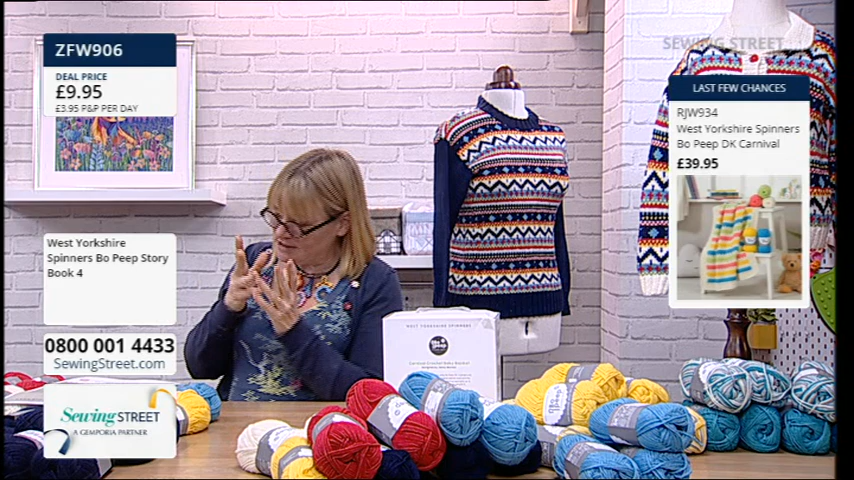 ZFW906
DEAL PRICE
£9.95
£3.95 P&P PER DAY
West Yorkshire
Spinners Bo Peep Story
Book 4
0800 001 4433
SewingStreet.com
Sewing STREET
A GEMPORIA PARTNER
WEST YORKSHIRE SPINNERS
Bo Peep
SEWING STREET
LAST FEW CHANCES
RJW934
West Yorkshire Spinners
Bo Peep DK Carnival
£39.95